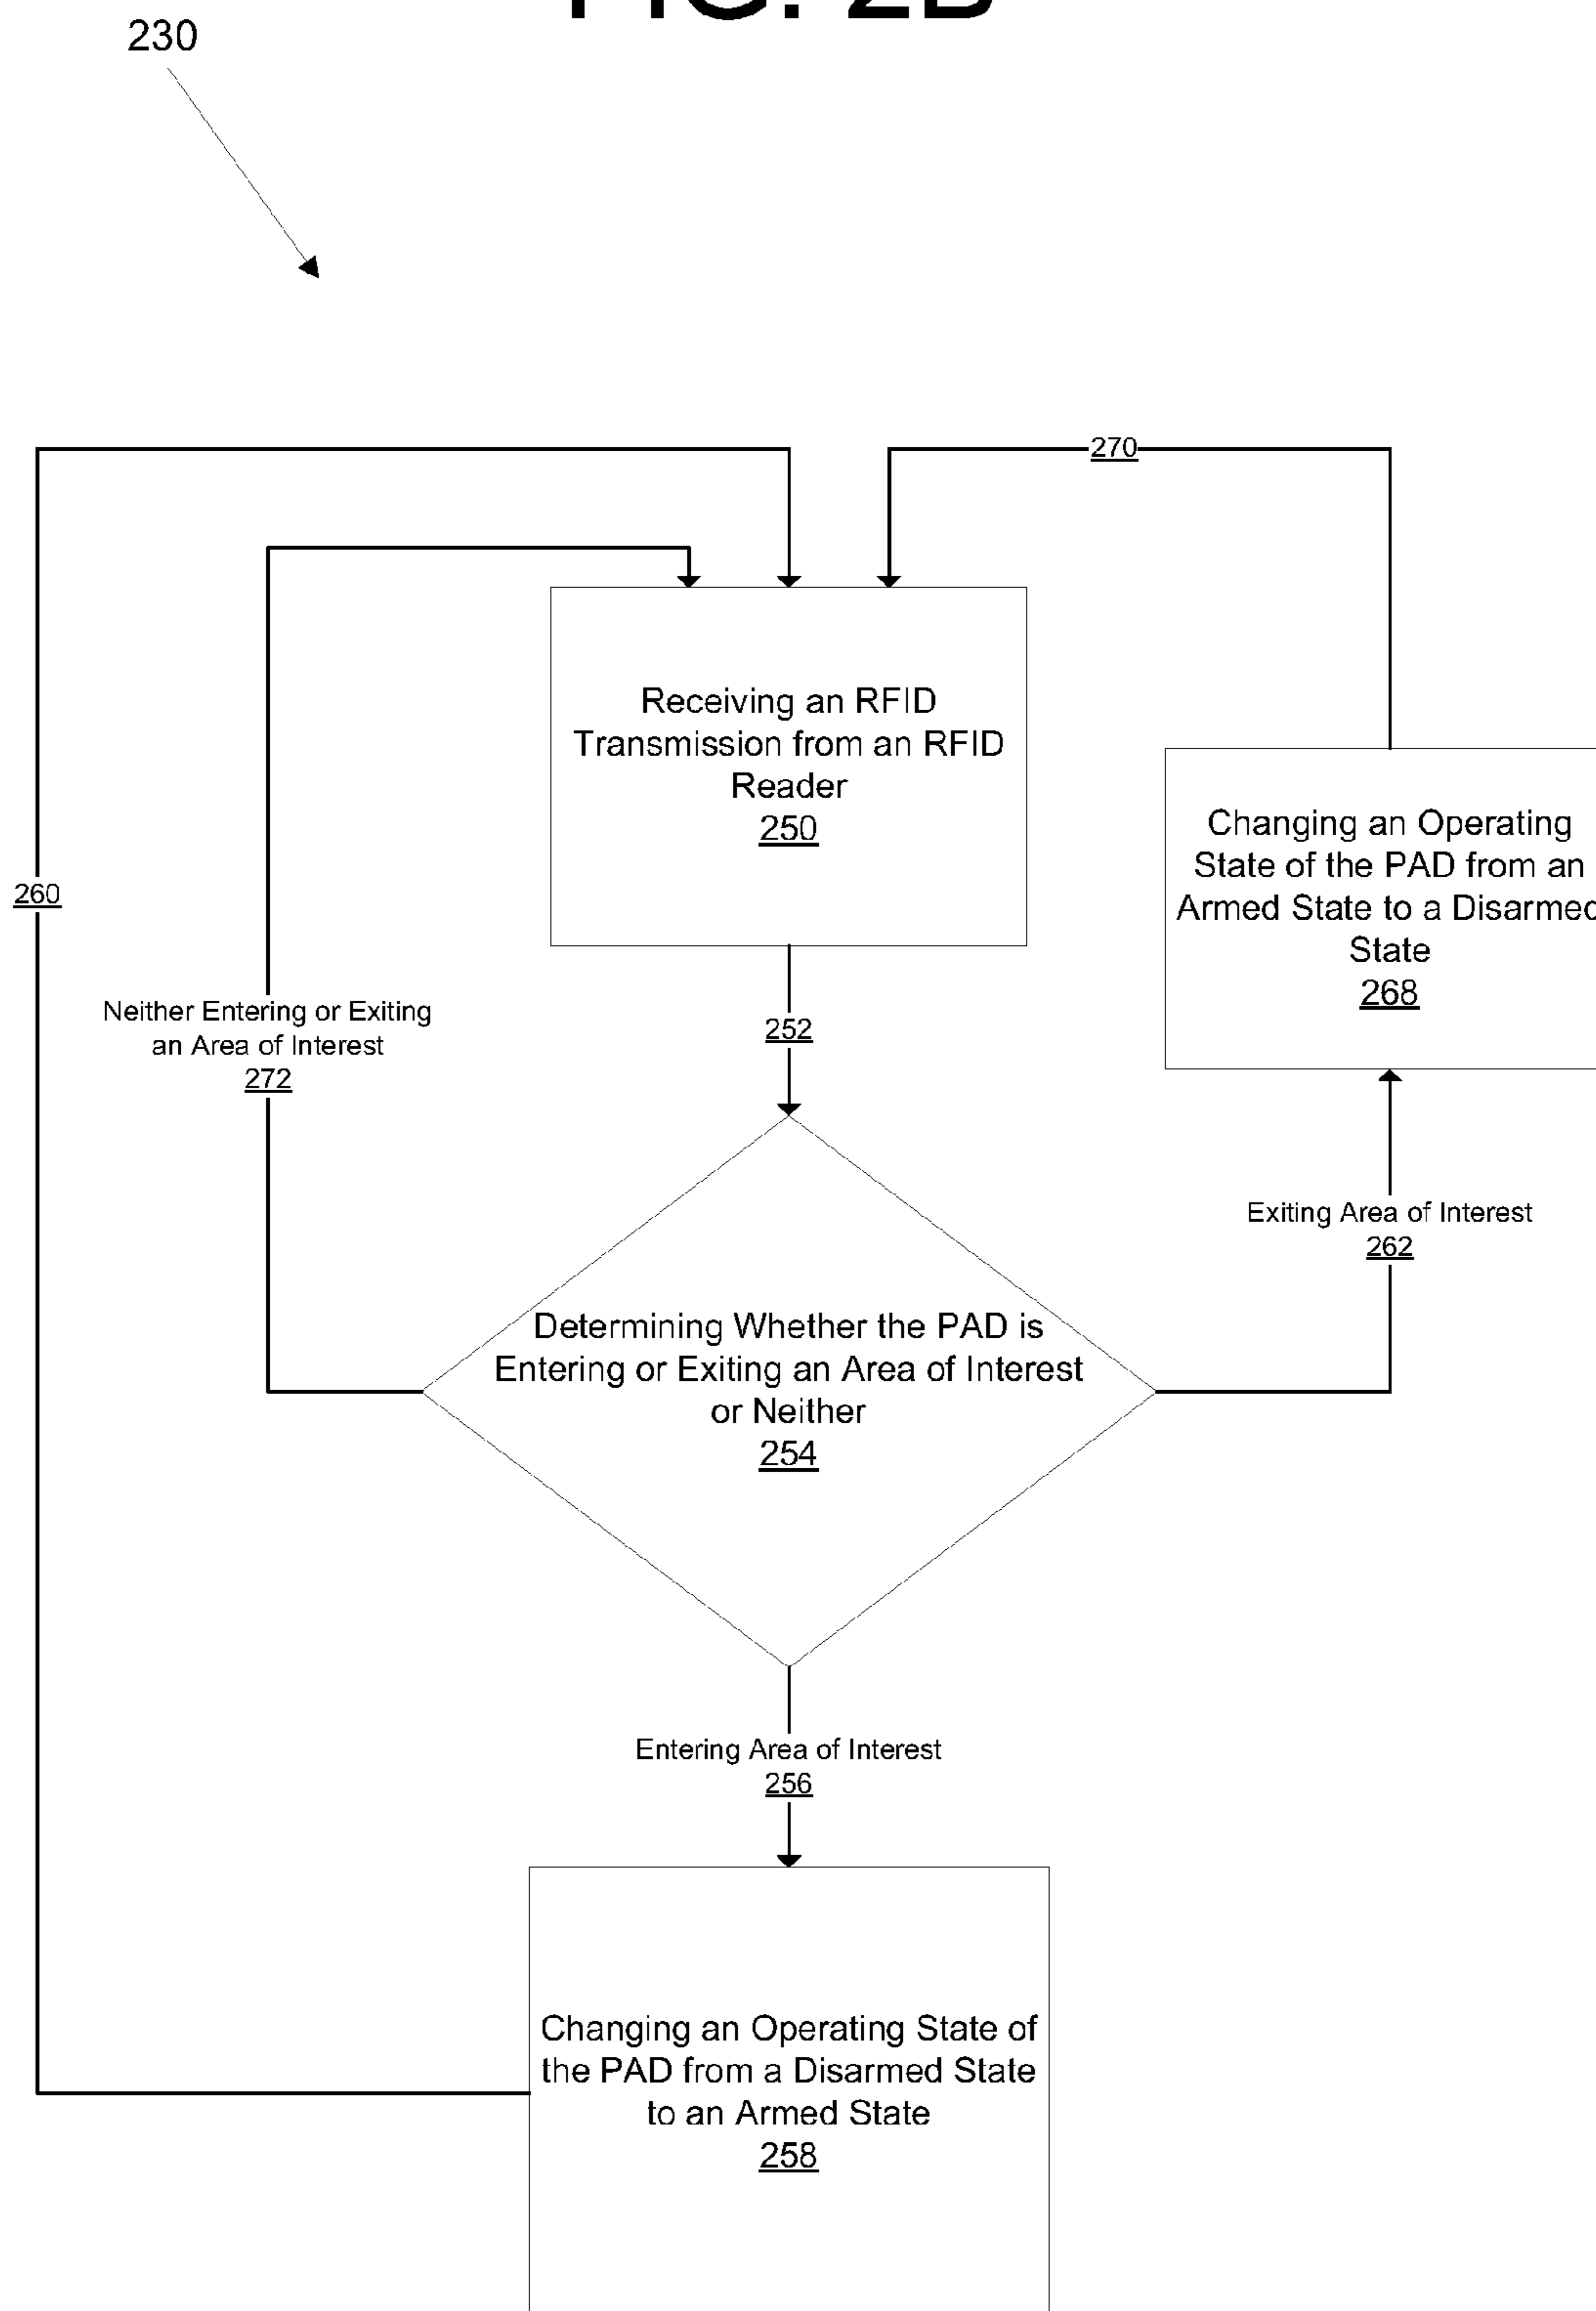 FIG. 2B
230
270
Receiving an RFID
Transmission from an RFID
Reader
250
Changing an Operating
State of the PAD from an
Armed State to a Disarmed
State
268
260
Neither Entering or Exiting
an Area of Interest
272
252
Exiting Area of Interest
262
Determining Whether the PAD is
Entering or Exiting an Area of Interest
or Neither
254
Entering Area of Interest
256
Changing an Operating State of
the PAD from a Disarmed State
to an Armed State
258